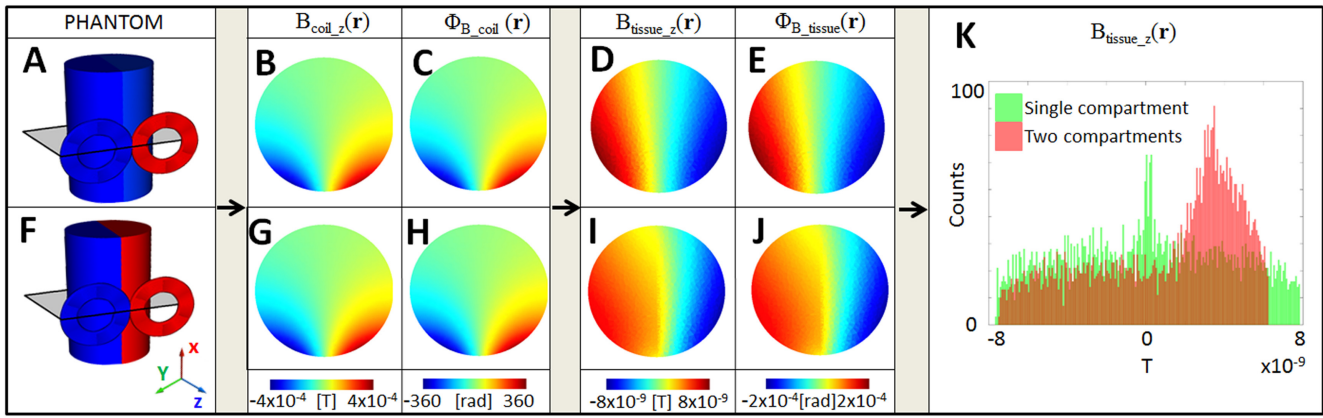 PHANTOM
B_coil_z(r)
Φ_B_coil (r)
B_tissue_z(r)
Φ_B_tissue(r)
K
B_tissue_z(r)
A
B
C
D
E
F
G
H
I
J
X
Y
Z
-4x10⁻⁴ [T] 4x10⁻⁴
-360 [rad] 360
-8x10⁻⁹ [T] 8x10⁻⁹
-2x10⁻⁴[rad]2x10⁻⁴
100
Single compartment
Two compartments
Counts
0
-8 0 8
T
x10⁻⁹